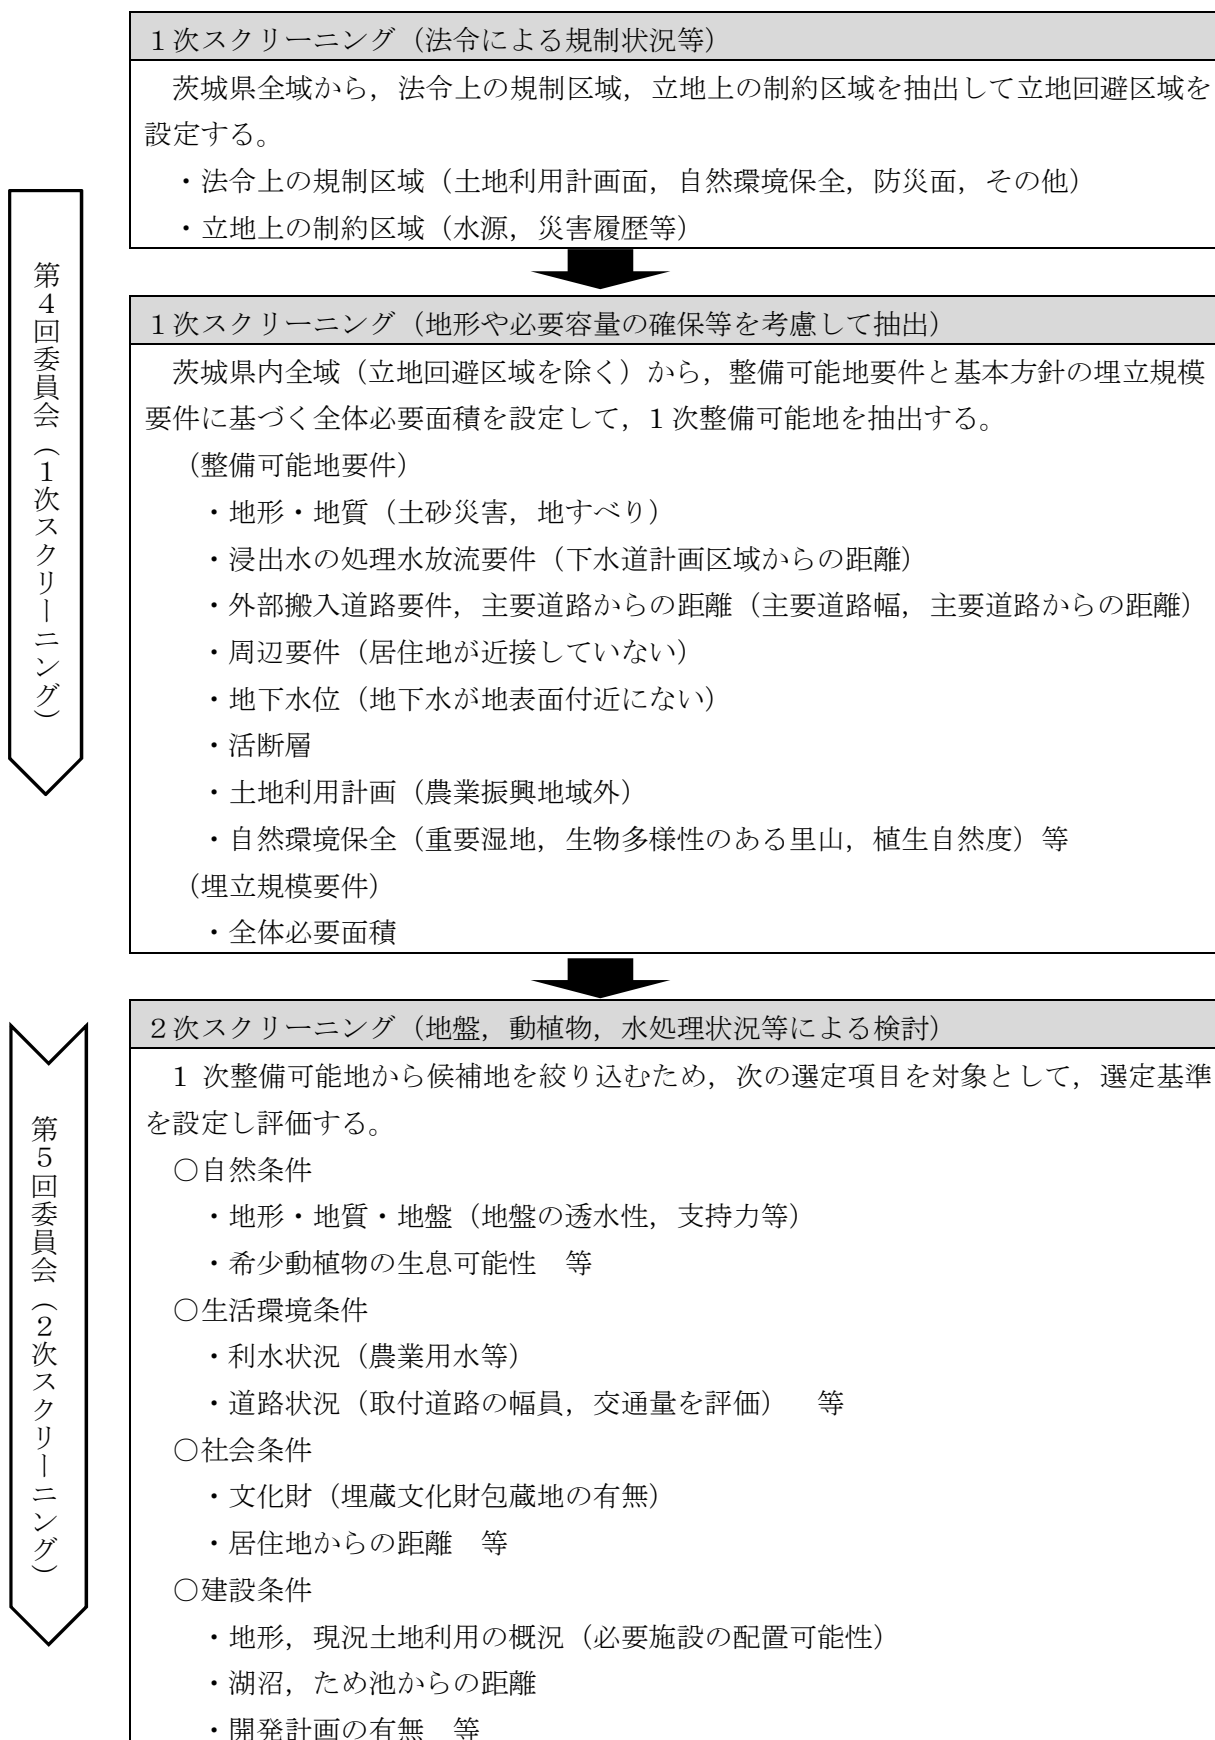 １次スクリーニング（法令による規制状況等）
茨城県全域から，法令上の規制区域，立地上の制約区域を抽出して立地回避区域を
設定する。
・法令上の規制区域（土地利用計画面，自然環境保全，防災面，その他）
・立地上の制約区域（水源，災害履歴等）
第４回委員会（１次スクリーニング）
１次スクリーニング（地形や必要容量の確保等を考慮して抽出）
茨城県内全域（立地回避区域を除く）から，整備可能地要件と基本方針の埋立規模
要件に基づく全体必要面積を設定して，１次整備可能地を抽出する。
（整備可能地要件）
・地形・地質（土砂災害，地すべり）
・浸出水の処理水放流要件（下水道計画区域からの距離）
・外部搬入道路要件，主要道路からの距離（主要道路幅，主要道路からの距離）
・周辺要件（居住地が近接していない）
・地下水位（地下水が地表面付近にない）
・活断層
・土地利用計画（農業振興地域外）
・自然環境保全（重要湿地，生物多様性のある里山，植生自然度）等
（埋立規模要件）
・全体必要面積
第５回委員会（２次スクリーニング）
２次スクリーニング（地盤，動植物，水処理状況等による検討）
1 次整備可能地から候補地を絞り込むため，次の選定項目を対象として，選定基準
を設定し評価する。
○自然条件
・地形・地質・地盤（地盤の透水性，支持力等）
・希少動植物の生息可能性　等
○生活環境条件
・利水状況（農業用水等）
・道路状況（取付道路の幅員，交通量を評価）　等
○社会条件
・文化財（埋蔵文化財包蔵地の有無）
・居住地からの距離　等
○建設条件
・地形，現況土地利用の概況（必要施設の配置可能性）
・湖沼，ため池からの距離
・開発計画の有無　等